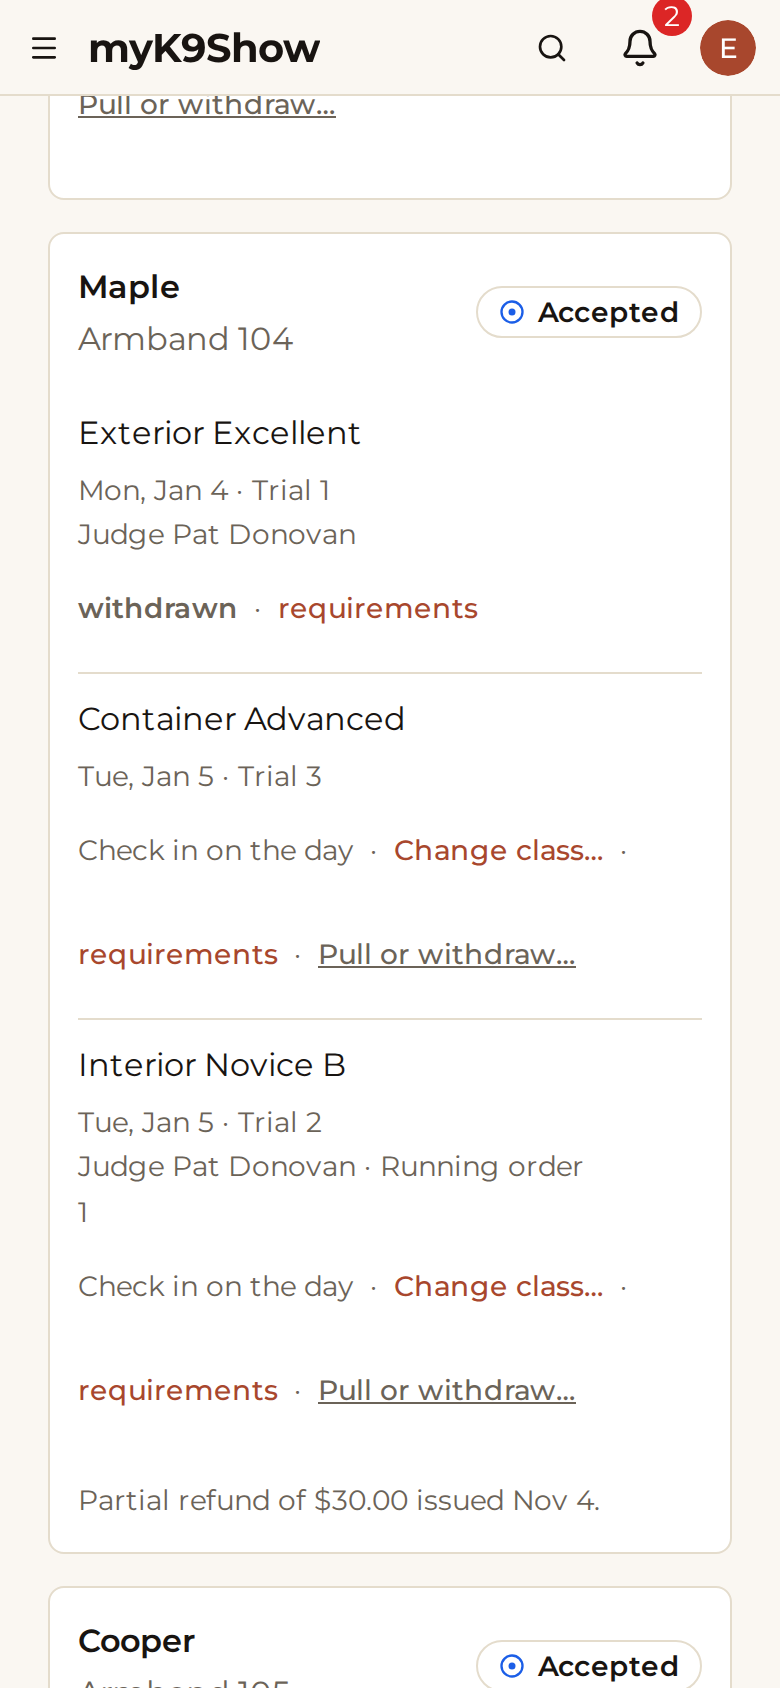 myK9Show
2
E
Pull or withdraw...
Maple
Armband 104
Accepted
Exterior Excellent
Mon, Jan 4 · Trial 1
Judge Pat Donovan
withdrawn · requirements
Container Advanced
Tue, Jan 5 · Trial 3
Check in on the day · Change class... ·
requirements · Pull or withdraw...
Interior Novice B
Tue, Jan 5 · Trial 2
Judge Pat Donovan · Running order
1
Check in on the day · Change class... ·
requirements · Pull or withdraw...
Partial refund of $30.00 issued Nov 4.
Cooper
Accepted
Armband 105